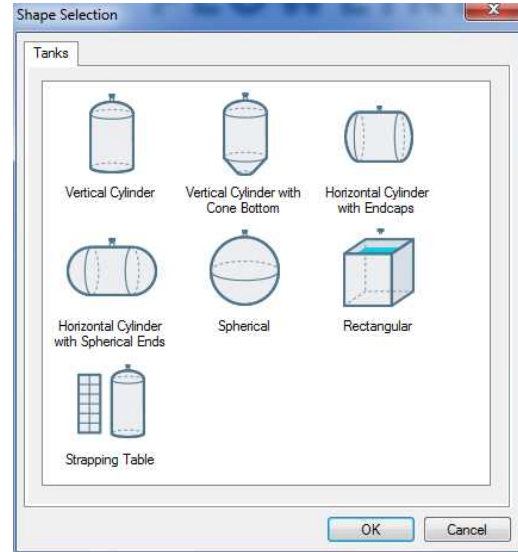 Shape Selection
Tanks
Vertical Cylinder
Vertical Cylinder with
Cone Bottom
Horizontal Cylinder
with Endcaps
Horizontal Cylinder
with Spherical Ends
Spherical
Rectangular
Strapping Table
OK
Cancel